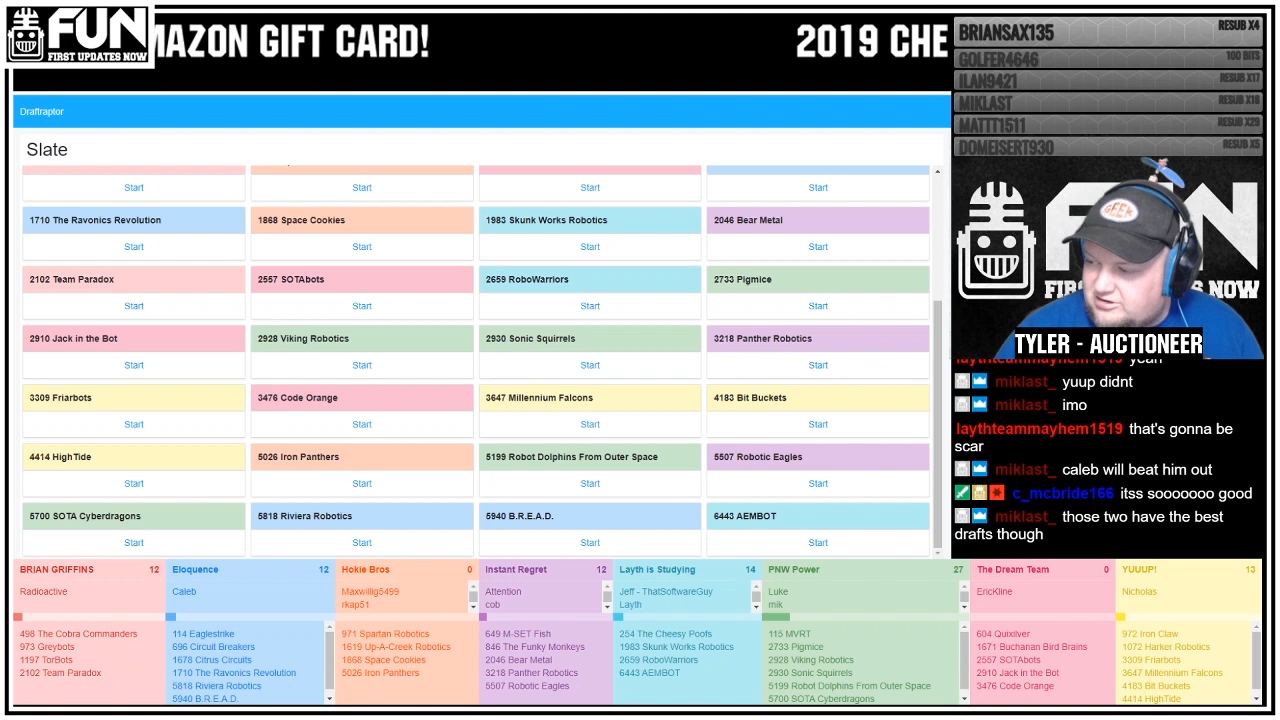 FUN
FIRST UPDATES NOW
MAZON GIFT CARD!
2019 CHE
BRIANSAX135 RESUB X4
GOLFER4646 100 BITS
ILAN9421 RESUB X17
MIKLAST RESUB X18
MATTT1511 RESUB X29
DOMEISERT930 RESUB X5
Draftraptor
Slate
Start Start Start Start
1710 The Ravonics Revolution 1868 Space Cookies 1983 Skunk Works Robotics 2046 Bear Metal
Start Start Start Start
2102 Team Paradox 2557 SOTAbots 2659 RoboWarriors 2733 Pigmice
Start Start Start Start
2910 Jack in the Bot 2928 Viking Robotics 2930 Sonic Squirrels 3218 Panther Robotics
Start Start Start Start
3309 Friarbots 3476 Code Orange 3647 Millennium Falcons 4183 Bit Buckets
Start Start Start Start
4414 HighTide 5026 Iron Panthers 5199 Robot Dolphins From Outer Space 5507 Robotic Eagles
Start Start Start Start
5700 SOTA Cyberdragons 5818 Riviera Robotics 5940 B.R.E.A.D. 6443 AEMBOT
Start Start Start Start
GEEK
TYLER - AUCTIONEER
laythteammayhem1519 yeah
miklast_ yuup didnt
miklast_ imo
laythteammayhem1519 that's gonna be
scar
miklast_ caleb will beat him out
c_mcbride166 itss sooooooo good
miklast_ those two have the best
drafts though
BRIAN GRIFFINS 12
Radioactive
498 The Cobra Commanders
973 Greybots
1197 TorBots
2102 Team Paradox
Eloquence 12
Caleb
114 Eaglestrike
696 Circuit Breakers
1678 Citrus Circuits
1710 The Ravonics Revolution
5818 Riviera Robotics
5940 B.R.E.A.D.
Hokie Bros 0
Maxwillig5499
rkap51
971 Spartan Robotics
1619 Up-A-Creek Robotics
1868 Space Cookies
5026 Iron Panthers
Instant Regret 12
Attention
cob
649 M-SET Fish
846 The Funky Monkeys
2046 Bear Metal
3218 Panther Robotics
5507 Robotic Eagles
Layth is Studying 14
Jeff - ThatSoftwareGuy
Layth
254 The Cheesy Poofs
1983 Skunk Works Robotics
2659 RoboWarriors
6443 AEMBOT
PNW Power 27
Luke
mik
115 MVRT
2733 Pigmice
2928 Viking Robotics
2930 Sonic Squirrels
5199 Robot Dolphins From Outer Space
5700 SOTA Cyberdragons
The Dream Team 0
EricKline
604 Quixilver
1671 Buchanan Bird Brains
2557 SOTAbots
2910 Jack in the Bot
3476 Code Orange
YUUUP! 13
Nicholas
972 Iron Claw
1072 Harker Robotics
3309 Friarbots
3647 Millennium Falcons
4183 Bit Buckets
4414 HighTide